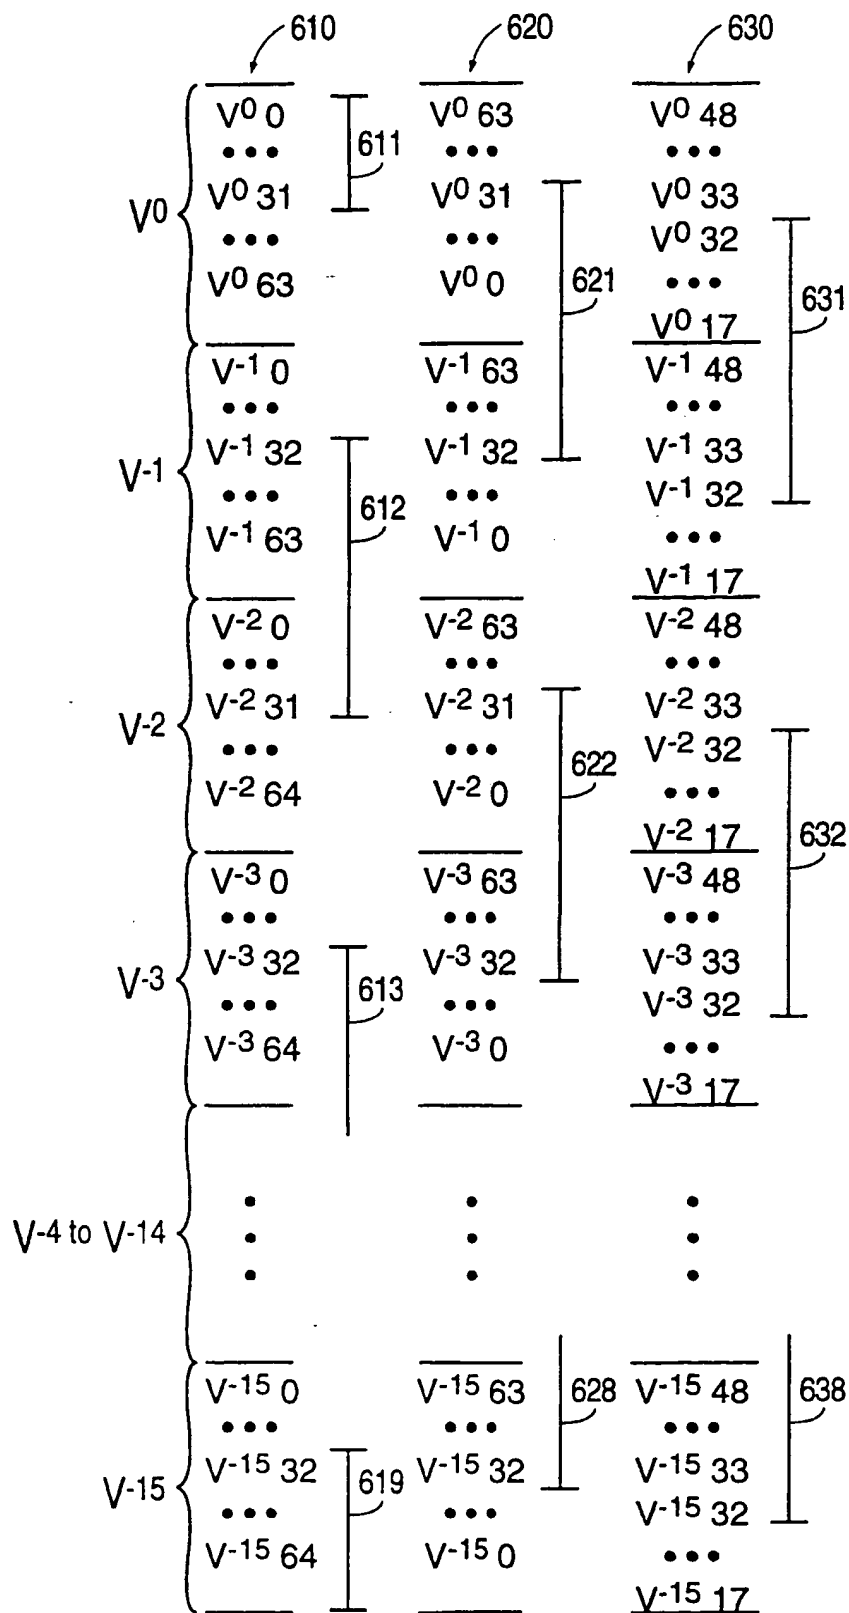 610 620 630
V0 0 V0 63 V0 48
••• ••• •••
611
V0 31 V0 31 V0 33
V0 ••• ••• V0 32
V0 63 V0 0 •••
621 631
V0 17
V-1 0 V-1 63 V-1 48
••• ••• •••
V-1 32 V-1 32 V-1 33
V-1 ••• ••• V-1 32
612
V-1 63 V-1 0 •••
V-1 17
V-2 0 V-2 63 V-2 48
••• ••• •••
V-2 31 V-2 31 V-2 33
V-2 ••• ••• V-2 32
622
V-2 64 V-2 0 •••
V-2 17 632
V-3 0 V-3 63 V-3 48
••• ••• •••
V-3 32 V-3 32 V-3 33
V-3 613
••• ••• V-3 32
V-3 64 V-3 0 •••
V-3 17
V-4 to V-14
V-15 0 V-15 63 628 V-15 48 638
••• ••• •••
V-15 32 619 V-15 32 V-15 33
V-15 ••• ••• V-15 32
V-15 64 V-15 0 •••
V-15 17